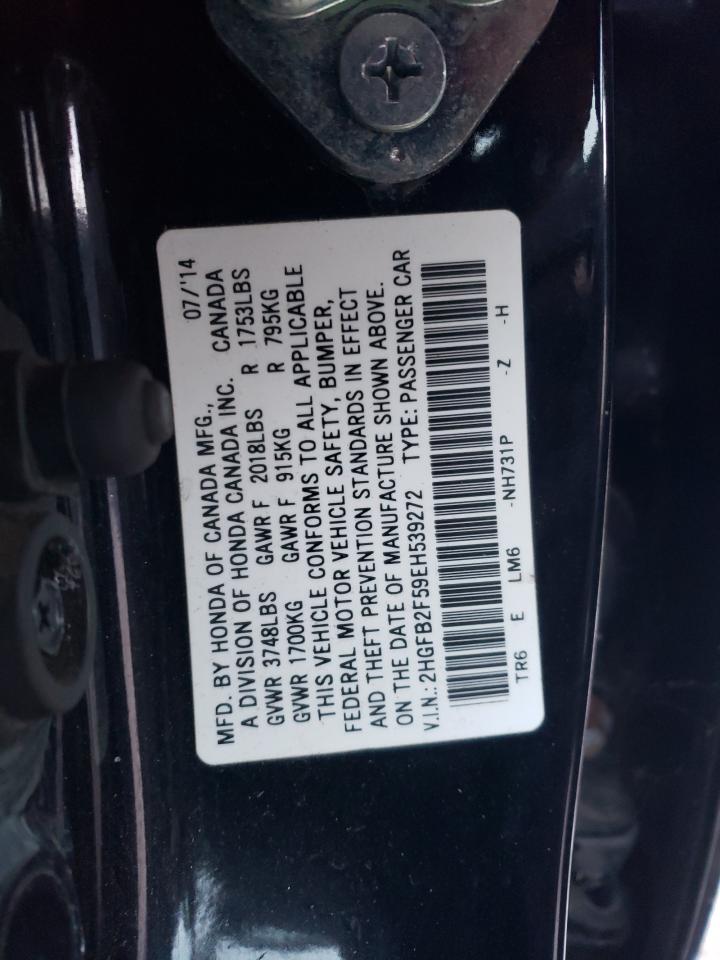 MFD. BY HONDA OF CANADA MFG., 07/'14
A DIVISION OF HONDA CANADA INC. CANADA
GVWR 3748LBS GAWR F 2018LBS R 1753LBS
GVWR 1700KG GAWR F 915KG R 795KG
THIS VEHICLE CONFORMS TO ALL APPLICABLE
FEDERAL MOTOR VEHICLE SAFETY, BUMPER,
AND THEFT PREVENTION STANDARDS IN EFFECT
ON THE DATE OF MANUFACTURE SHOWN ABOVE.
V.I.N.:2HGFB2F59EH539272 TYPE: PASSENGER CAR
TR6 E LM6 -NH731P -Z -H